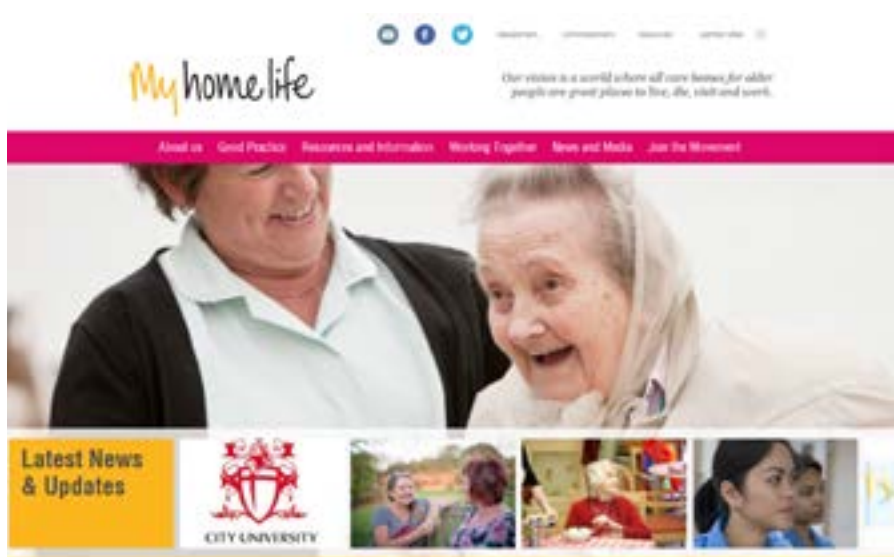 My home life
Our vision is a world where all care homes for older
people are great places to live, die, visit and work.
About us Good Practice Resources and Information Working Together News and Media Join the Movement
Latest News
& Updates
CITY UNIVERSITY